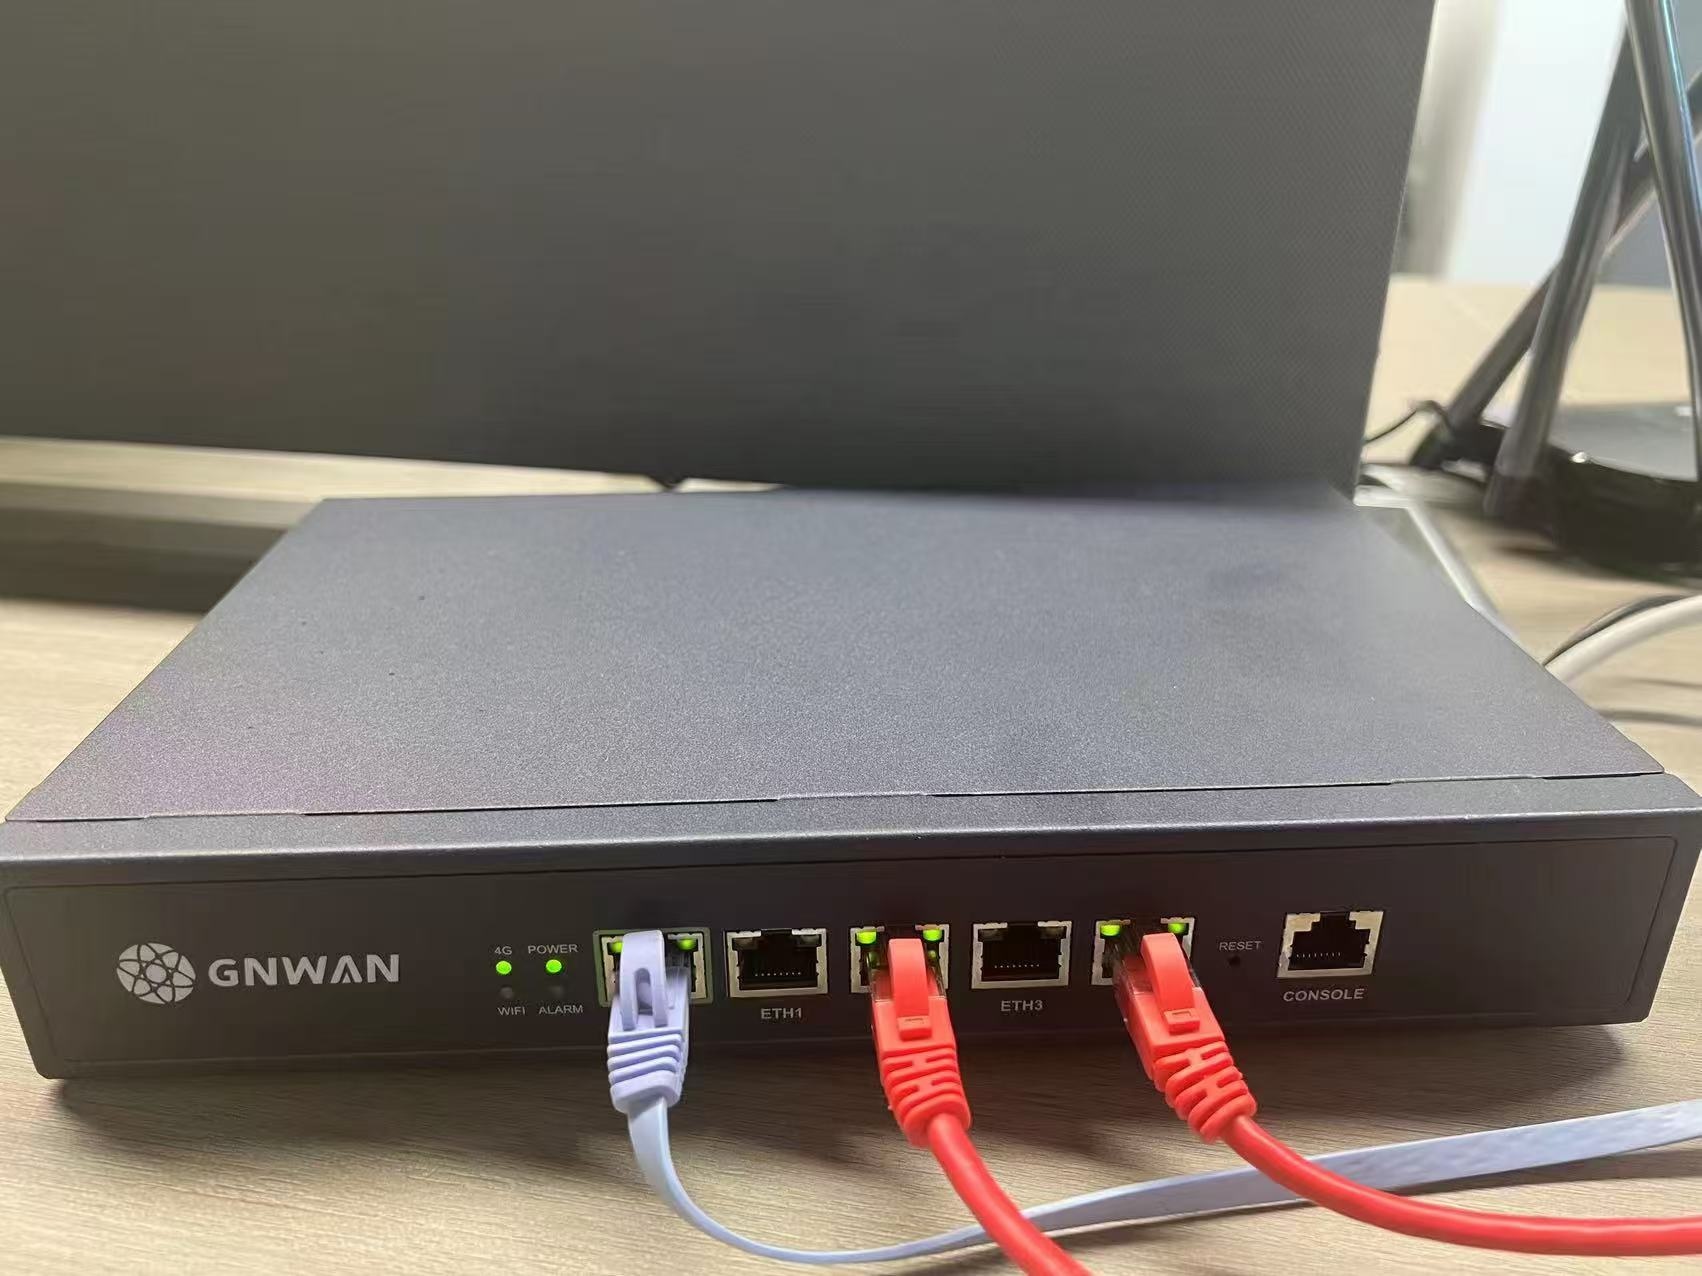 GNWAN
4G POWER
WIFI ALARM
ETH1
ETH3
RESET
CONSOLE